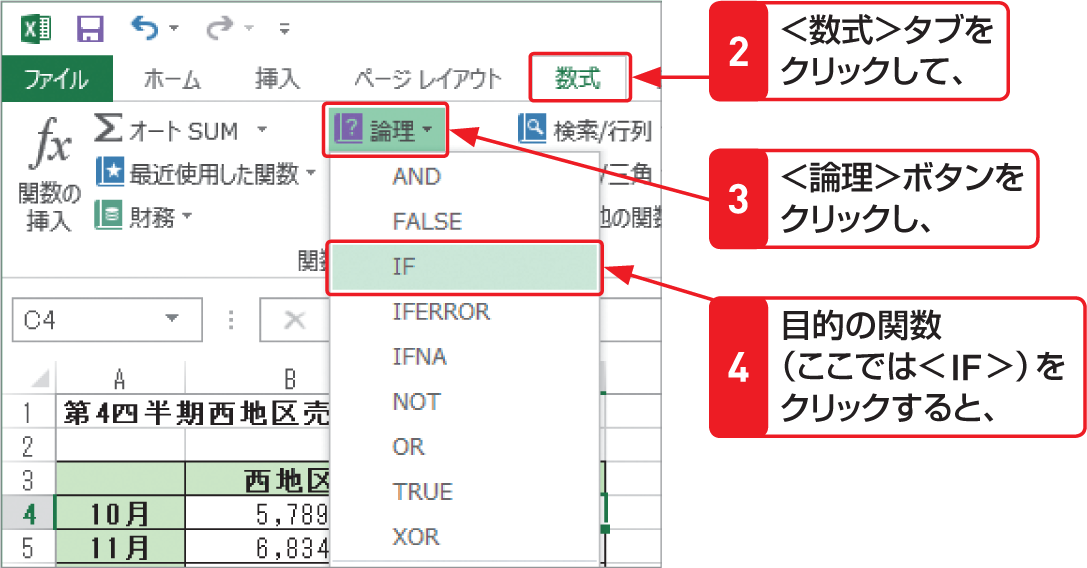 ファイル
ホーム
挿入
ページ レイアウト
数式
2
<数式>タブを
クリックして、
fx
関数の
挿入
Σ オート SUM
最近使用した関数
財務
論理
検索/行列
/三角
3
<論理>ボタンを
クリックし、
AND
FALSE
IF
IFERROR
IFNA
NOT
OR
TRUE
XOR
4
目的の関数
(ここでは<IF>)を
クリックすると、
C4
A
B
1
第4四半期西地区売
2
3
西地区
4
10月
5,789
5
11月
6,834